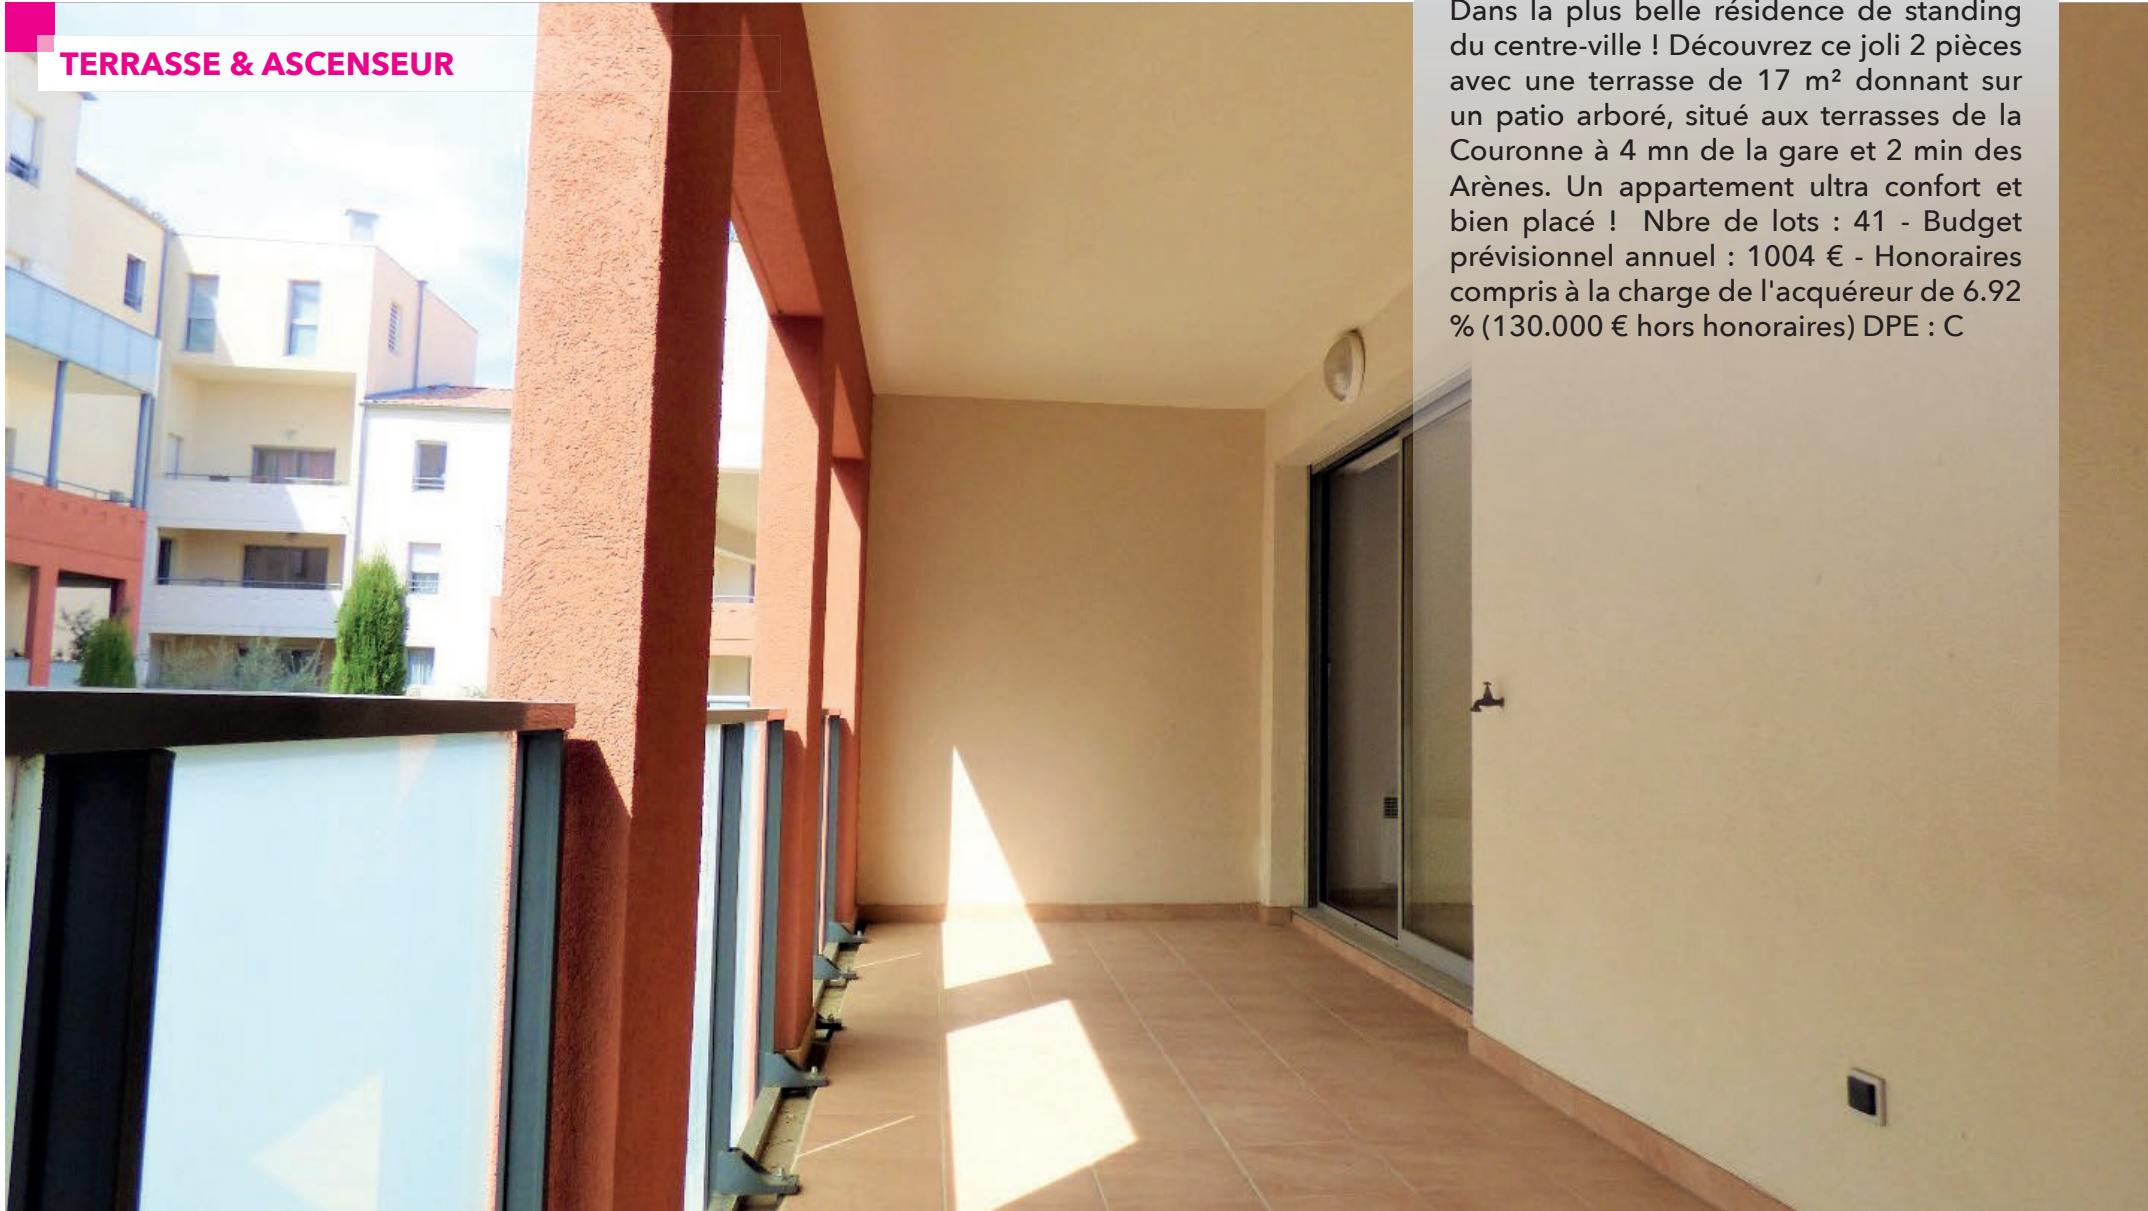 TERRASSE & ASCENSEUR
Dans la plus belle résidence de standing
du centre-ville ! Découvrez ce joli 2 pièces
avec une terrasse de 17 m² donnant sur
un patio arboré, situé aux terrasses de la
Couronne à 4 mn de la gare et 2 min des
Arènes. Un appartement ultra confort et
bien placé ! Nbre de lots : 41 - Budget
prévisionnel annuel : 1004 € - Honoraires
compris à la charge de l'acquéreur de 6.92
% (130.000 € hors honoraires) DPE : C